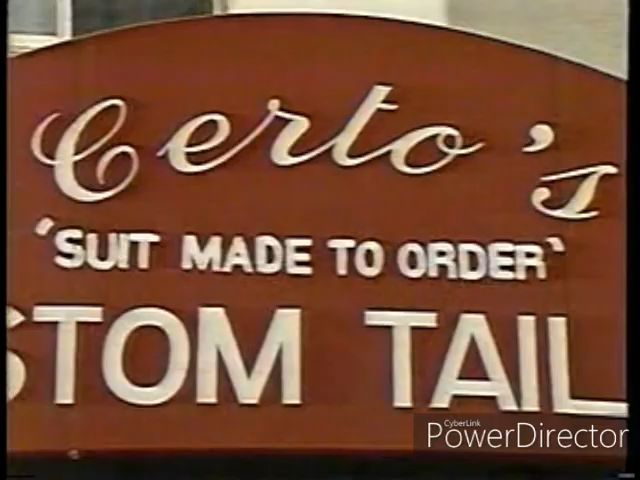 Certo's
"SUIT MADE TO ORDER"
STOM TAIL
CyberLink
PowerDirector